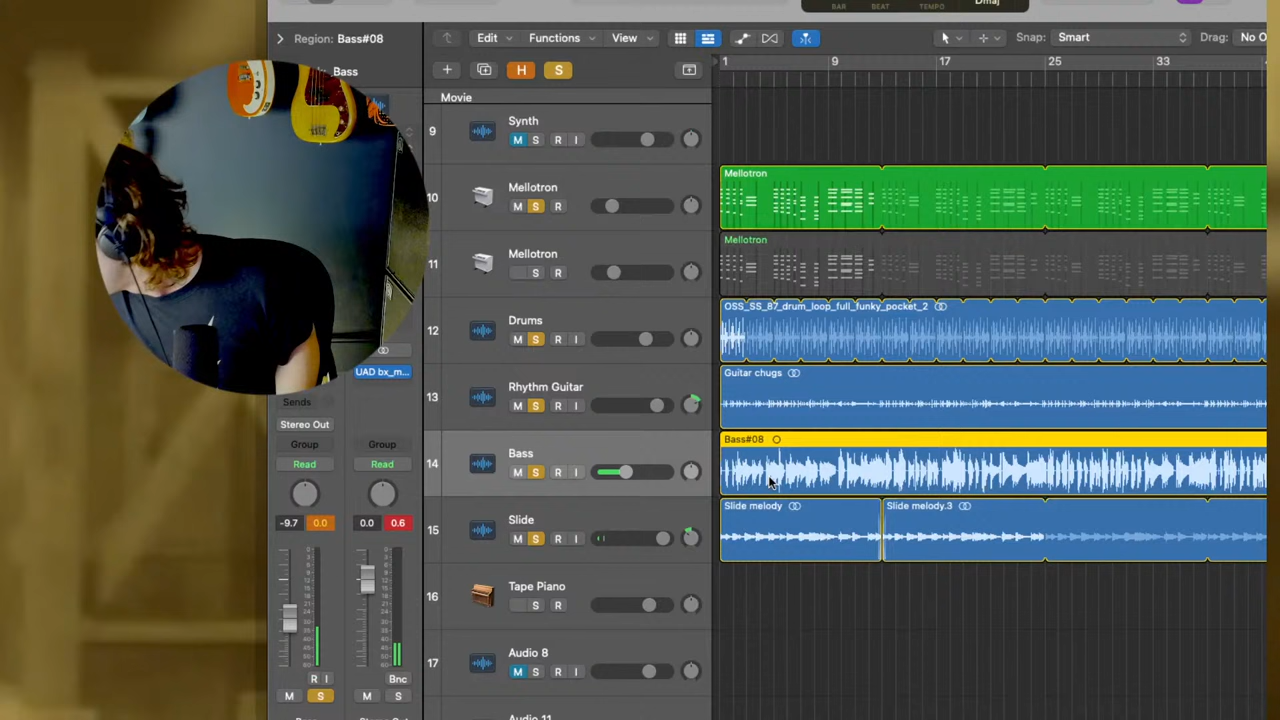 Dmaj
BAR BEAT TEMPO
Region: Bass#08
Edit Functions View
Snap: Smart Drag: No O
Bass
H S
1 9 17 25 33
Movie
9 Synth
M S R I
10 Mellotron
M S R
Mellotron
11 Mellotron
S R
Mellotron
12 Drums
M S R I
OSS_SS_87_drum_loop_full_funky_pocket_2
13 Rhythm Guitar
M S R I
Guitar chugs
14 Bass
M S R I
Bass#08
15 Slide
M S R I
Slide melody
Slide melody.3
16 Tape Piano
S R
17 Audio 8
M S R I
Audio 11
UAD bx_m...
Sends
Stereo Out
Group Group
Read Read
-9.7 0.0 0.0 0.6
R I Bnc
M S M S